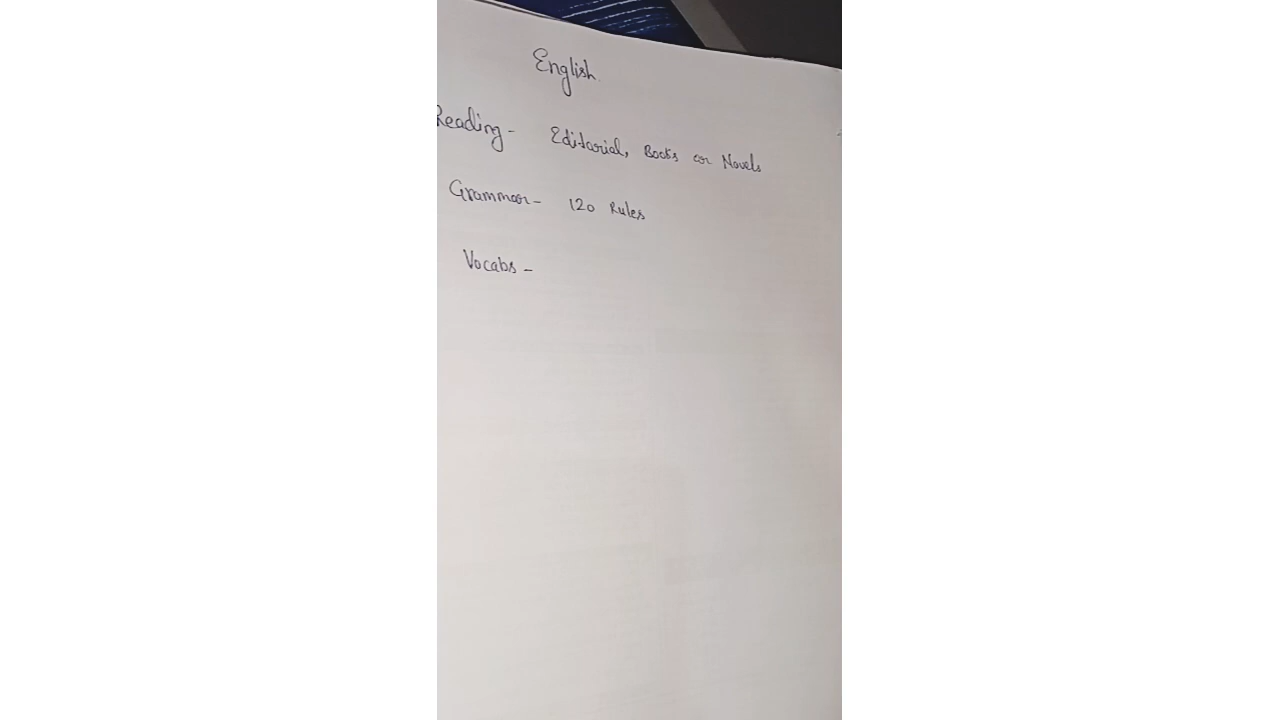 English
Reading - Editorial, Books or Novels
Grammar - 120 Rules
Vocabs -